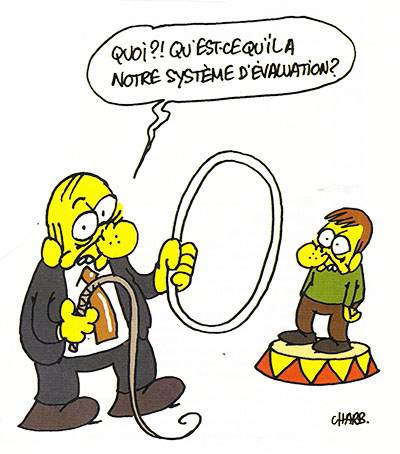 QUOI?! QU'EST-CE QU'IL A
NOTRE SYSTÈME D'ÉVALUATION?
CHARB.